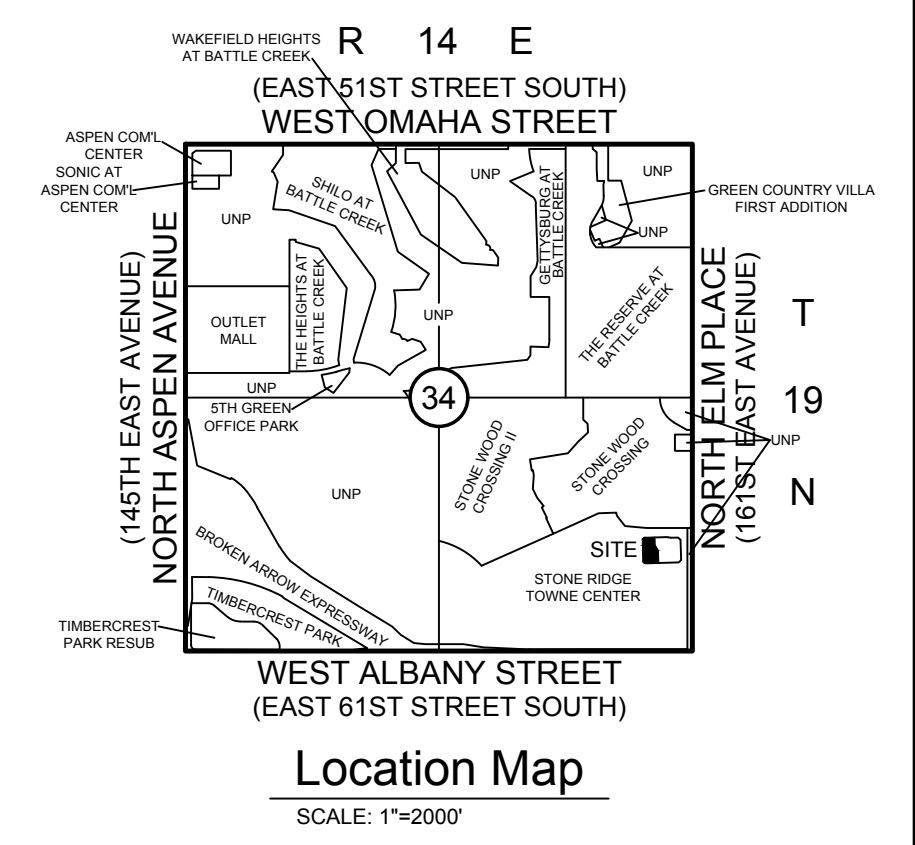 WAKEFIELD HEIGHTS
AT BATTLE CREEK
R 14 E
(EAST 51ST STREET SOUTH)
WEST OMAHA STREET
ASPEN COM'L
CENTER
SONIC AT
ASPEN COM'L
CENTER
UNP
SHILO AT
BATTLE CREEK
UNP
GETTYSBURG AT
BATTLE CREEK
UNP
GREEN COUNTRY VILLA
FIRST ADDITION
UNP
(145TH EAST AVENUE)
NORTH ASPEN AVENUE
OUTLET
MALL
THE HEIGHTS AT
BATTLE CREEK
UNP
THE RESERVE AT
BATTLE CREEK
NORTH ELM PLACE
(161ST EAST AVENUE)
T
19
N
UNP
5TH GREEN
OFFICE PARK
34
UNP
UNP
STONE WOOD
CROSSING II
STONE WOOD
CROSSING
SITE
STONE RIDGE
TOWNE CENTER
BROKEN ARROW EXPRESSWAY
TIMBERCREST PARK
TIMBERCREST
PARK RESUB
WEST ALBANY STREET
(EAST 61ST STREET SOUTH)
Location Map
SCALE: 1"=2000'